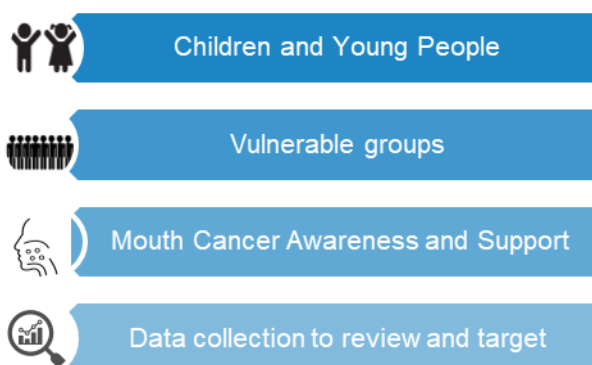 Children and Young People
Vulnerable groups
Mouth Cancer Awareness and Support
Data collection to review and target